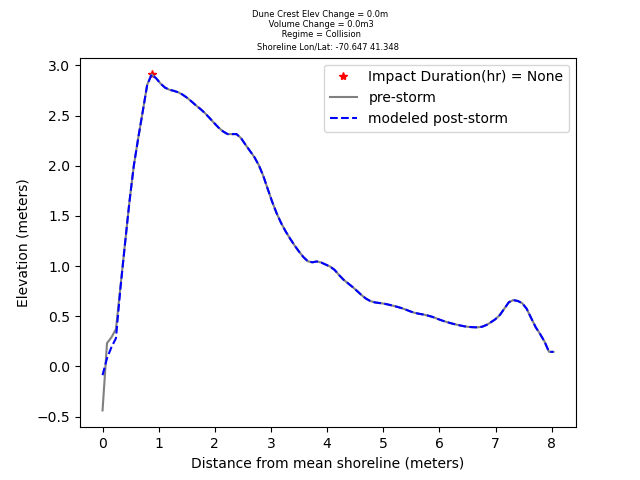 Dune Crest Elev Change = 0.0m
Volume Change = 0.0m3
Regime = Collision
Shoreline Lon/Lat: -70.647 41.348
Impact Duration(hr) = None
pre-storm
modeled post-storm
Elevation (meters)
3.0
2.5
2.0
1.5
1.0
0.5
0.0
−0.5
0 1 2 3 4 5 6 7 8
Distance from mean shoreline (meters)